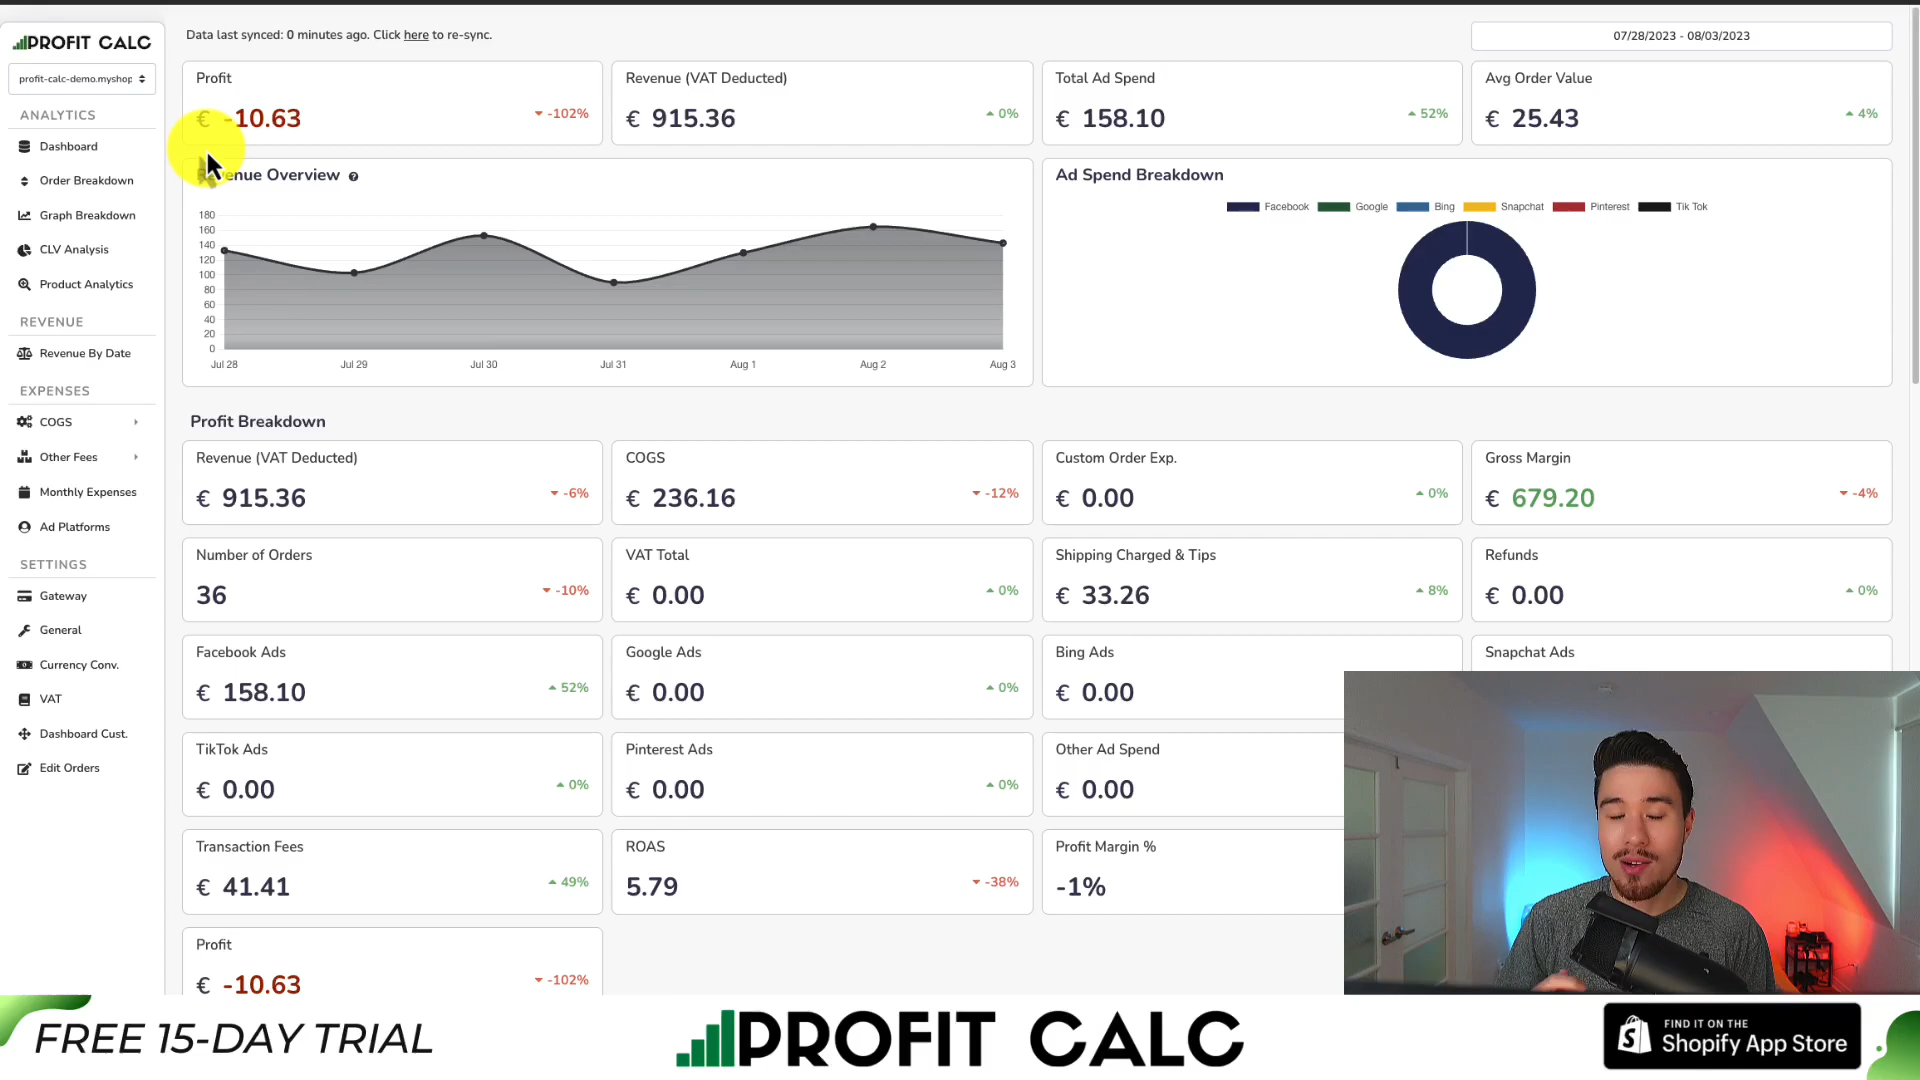 PROFIT CALC
profit-calc-demo.myshop
ANALYTICS
Dashboard
Order Breakdown
Graph Breakdown
CLV Analysis
Product Analytics
REVENUE
Revenue By Date
EXPENSES
COGS
Other Fees
Monthly Expenses
Ad Platforms
SETTINGS
Gateway
General
Currency Conv.
VAT
Dashboard Cust.
Edit Orders
Data last synced: 0 minutes ago. Click here to re-sync.
07/28/2023 - 08/03/2023
Profit
€ -10.63
-102%
Revenue (VAT Deducted)
€ 915.36
0%
Total Ad Spend
€ 158.10
52%
Avg Order Value
€ 25.43
4%
Revenue Overview
180
160
140
120
100
80
60
40
20
0
Jul 28 Jul 29 Jul 30 Jul 31 Aug 1 Aug 2 Aug 3
Ad Spend Breakdown
Facebook Google Bing Snapchat Pinterest Tik Tok
Profit Breakdown
Revenue (VAT Deducted)
€ 915.36
-6%
COGS
€ 236.16
-12%
Custom Order Exp.
€ 0.00
0%
Gross Margin
€ 679.20
-4%
Number of Orders
36
-10%
VAT Total
€ 0.00
0%
Shipping Charged & Tips
€ 33.26
8%
Refunds
€ 0.00
0%
Facebook Ads
€ 158.10
52%
Google Ads
€ 0.00
0%
Bing Ads
€ 0.00
Snapchat Ads
TikTok Ads
€ 0.00
0%
Pinterest Ads
€ 0.00
0%
Other Ad Spend
€ 0.00
Transaction Fees
€ 41.41
49%
ROAS
5.79
-38%
Profit Margin %
-1%
Profit
€ -10.63
-102%
FREE 15-DAY TRIAL
PROFIT CALC
FIND IT ON THE
Shopify App Store